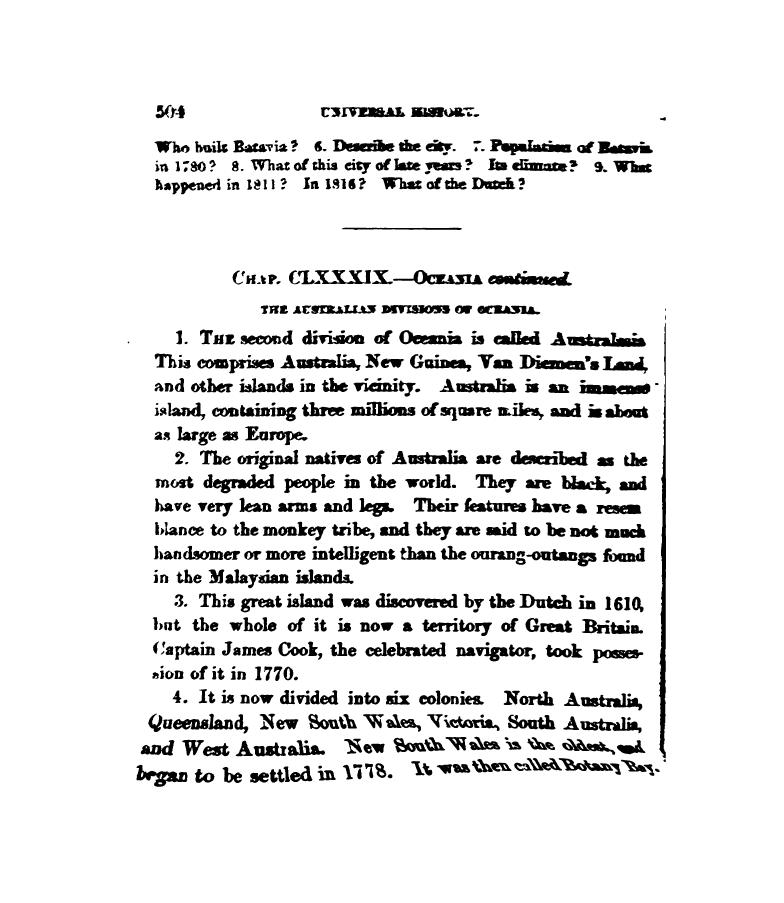 504 UNIVERSAL HISTORY.
Who built Batavia? 6. Describe the city. 7. Population of Batavia
in 1780? 8. What of this city of late years? Its climate? 9. What
happened in 1811? In 1816? What of the Dutch?
CHAP. CLXXXIX.—OCEANIA continued.
THE AUSTRALIAN DIVISIONS OF OCEANIA.
1. THE second division of Oceania is called Australasia
This comprises Australia, New Guinea, Van Diemen's Land,
and other islands in the vicinity. Australia is an immense
island, containing three millions of square miles, and is about
as large as Europe.
2. The original natives of Australia are described as the
most degraded people in the world. They are black, and
have very lean arms and legs. Their features have a resem
blance to the monkey tribe, and they are said to be not much
handsomer or more intelligent than the ourang-outangs found
in the Malaysian islands.
3. This great island was discovered by the Dutch in 1610,
but the whole of it is now a territory of Great Britain.
Captain James Cook, the celebrated navigator, took posses-
sion of it in 1770.
4. It is now divided into six colonies. North Australia,
Queensland, New South Wales, Victoria, South Australia,
and West Australia. New South Wales is the oldest, and
began to be settled in 1778. It was then called Botany Bay.